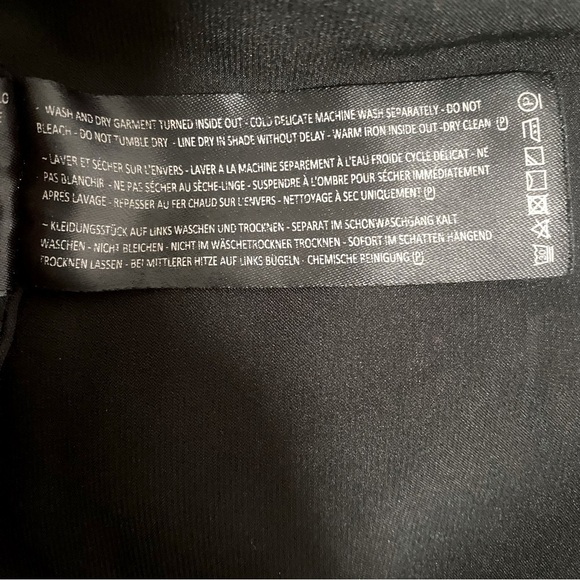 LO
E
- WASH AND DRY GARMENT TURNED INSIDE OUT - COLD DELICATE MACHINE WASH SEPARATELY - DO NOT
BLEACH - DO NOT TUMBLE DRY - LINE DRY IN SHADE WITHOUT DELAY - WARM IRON INSIDE OUT -DRY CLEAN (P)
~ LAVER ET SÉCHER SUR L'ENVERS - LAVER A LA MACHINE SEPAREMENT À L'EAU FROIDE CYCLE DÉLICAT - NE
PAS BLANCHIR - NE PAS SÉCHER AU SÈCHE-LINGE - SUSPENDRE À L'OMBRE POUR SÉCHER IMMÉDIATEMENT
APRÈS LAVAGE - REPASSER AU FER CHAUD SUR L'ENVERS - NETTOYAGE À SEC UNIQUEMENT (P)
~ KLEIDUNGSSTÜCK AUF LINKS WASCHEN UND TROCKNEN - SEPARAT IM SCHONWASCHGANG KALT
WASCHEN - NICHT BLEICHEN - NICHT IM WÄSCHETROCKNER TROCKNEN - SOFORT IM SCHATTEN HÄNGEND
TROCKNEN LASSEN - BEI MITTLERER HITZE AUF LINKS BÜGELN - CHEMISCHE REINIGUNG (P)
P
30